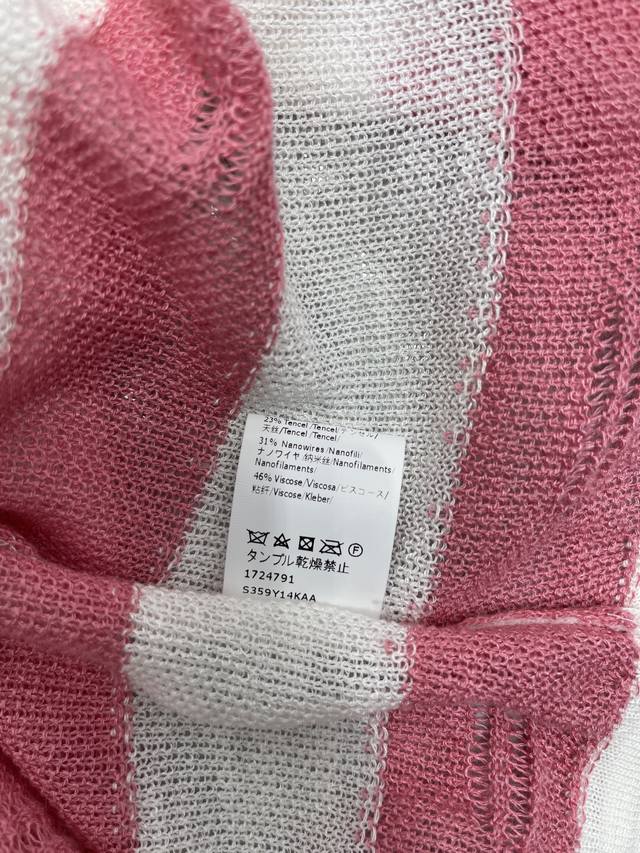 23% Tencel/Tencel/テンセル/
天丝/Tencel/Tencel/
31% Nanowires/Nanofili/
ナノワイヤ/纳米丝/Nanofilaments/
Nanofilaments/
46% Viscose/Viscosa/ビスコース/
粘纤/Viscose/Kleber/
F
タンブル乾燥禁止
1724791
S359Y14KAA